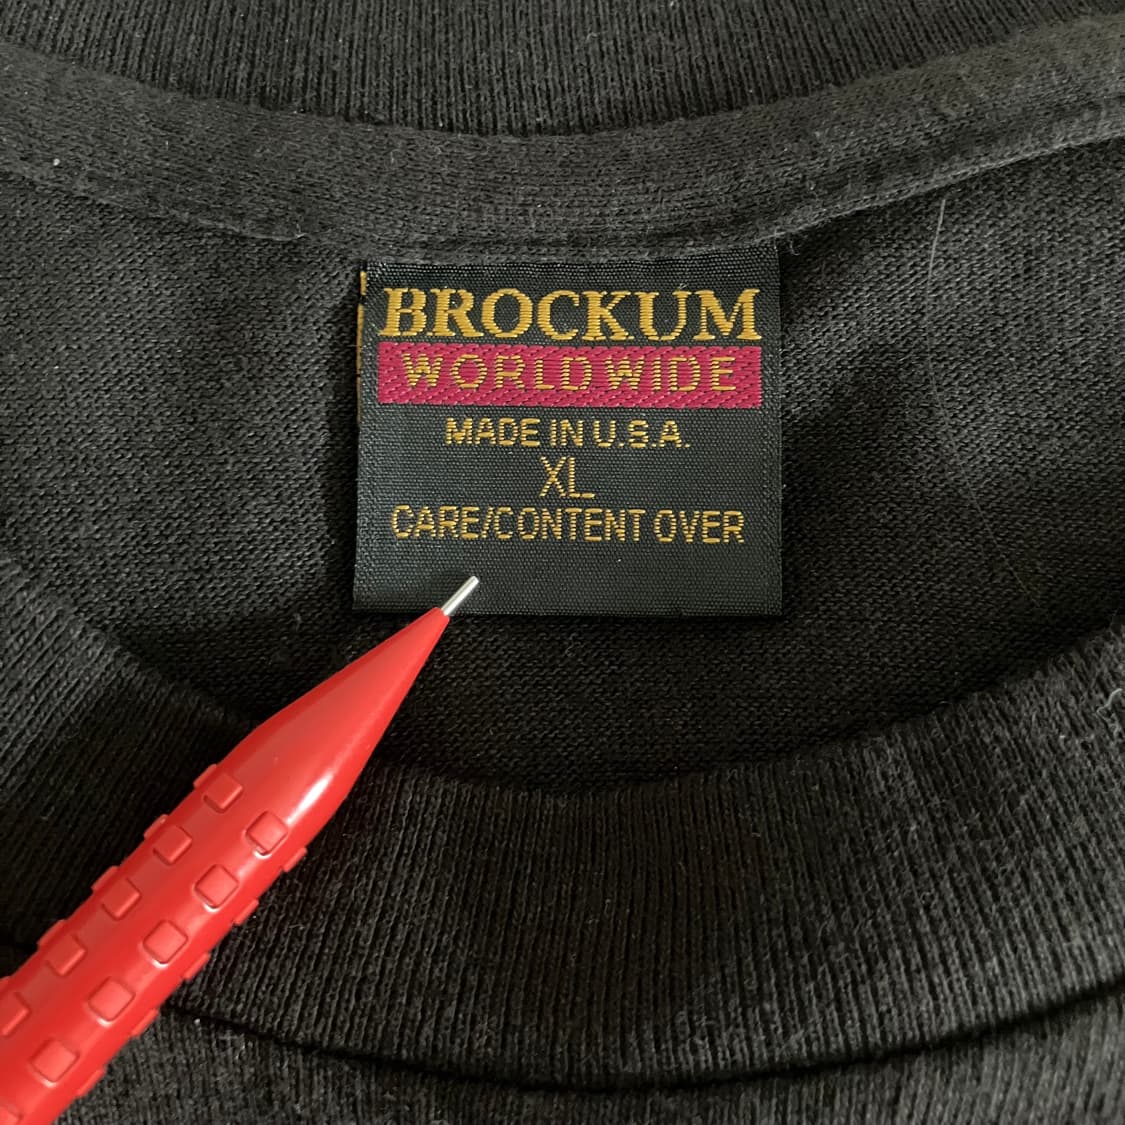 BROCKUM
WORLDWIDE
MADE IN U.S.A.
XL
CARE/CONTENT OVER